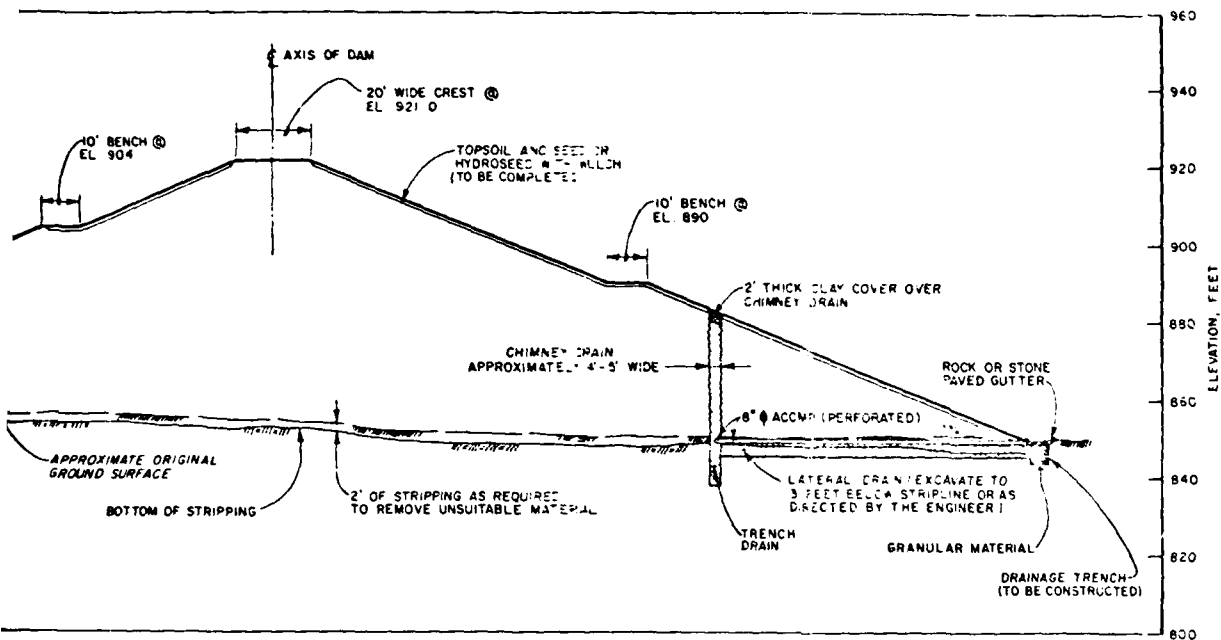 ℄ AXIS OF DAM
20' WIDE CREST @
EL. 921.0
10' BENCH @
EL 904
TOPSOIL AND SEED OR
HYDROSEED WITH MULCH
(TO BE COMPLETED
10' BENCH @
EL. 890
2' THICK CLAY COVER OVER
CHIMNEY DRAIN
CHIMNEY DRAIN
APPROXIMATELY 4'-5' WIDE
ROCK OR STONE
PAVED GUTTER
8" ϕ ACCMP (PERFORATED)
APPROXIMATE ORIGINAL
GROUND SURFACE
BOTTOM OF STRIPPING
2' OF STRIPPING AS REQUIRED
TO REMOVE UNSUITABLE MATERIAL
LATERAL DRAIN (EXCAVATE TO
3 FEET BELOW STRIPLINE OR AS
DIRECTED BY THE ENGINEER)
TRENCH
DRAIN
GRANULAR MATERIAL
DRAINAGE TRENCH
(TO BE CONSTRUCTED)
960
940
920
900
880
860
840
820
800
ELEVATION, FEET